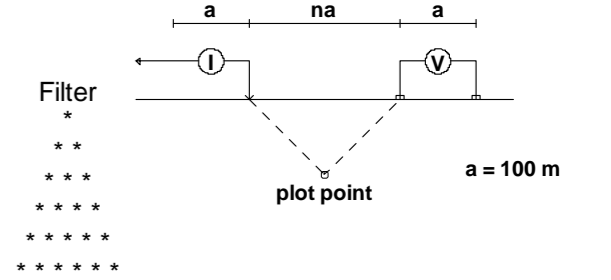 a na a
I V
Filter
*
* *
* * *
* * * *
* * * * *
* * * * * *
a = 100 m
plot point